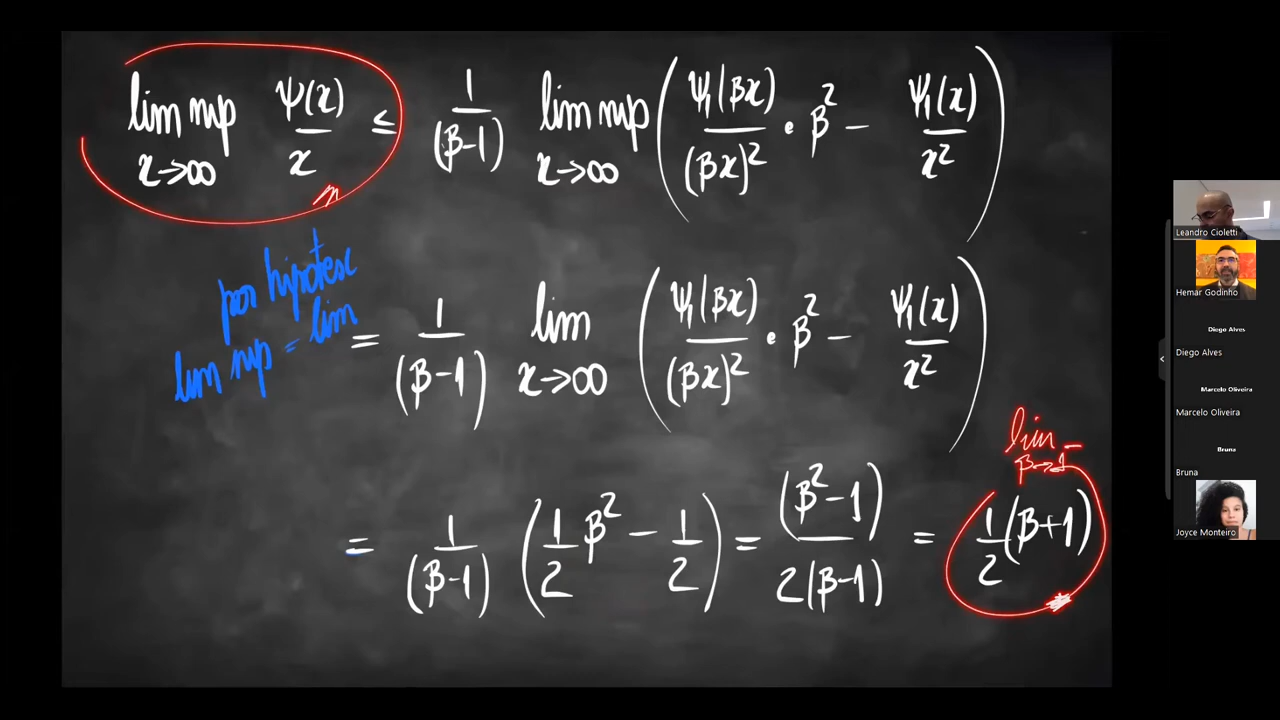 lim sup x→∞ ψ(x)/x ≤ 1/(β-1) lim sup x→∞ ( ψ₁(βx)/(βx)² • β² - ψ₁(x)/x² )
por hipótese
lim sup = lim
= 1/(β-1) lim x→∞ ( ψ₁(βx)/(βx)² • β² - ψ₁(x)/x² )
lim β→1
= 1/(β-1) ( 1/2 β² - 1/2 ) = (β²-1)/2(β-1) = 1/2 (β+1)
Leandro Cioletti
Hemar Godinho
Diego Alves
Diego Alves
Marcelo Oliveira
Marcelo Oliveira
Bruna
Bruna
Joyce Monteiro